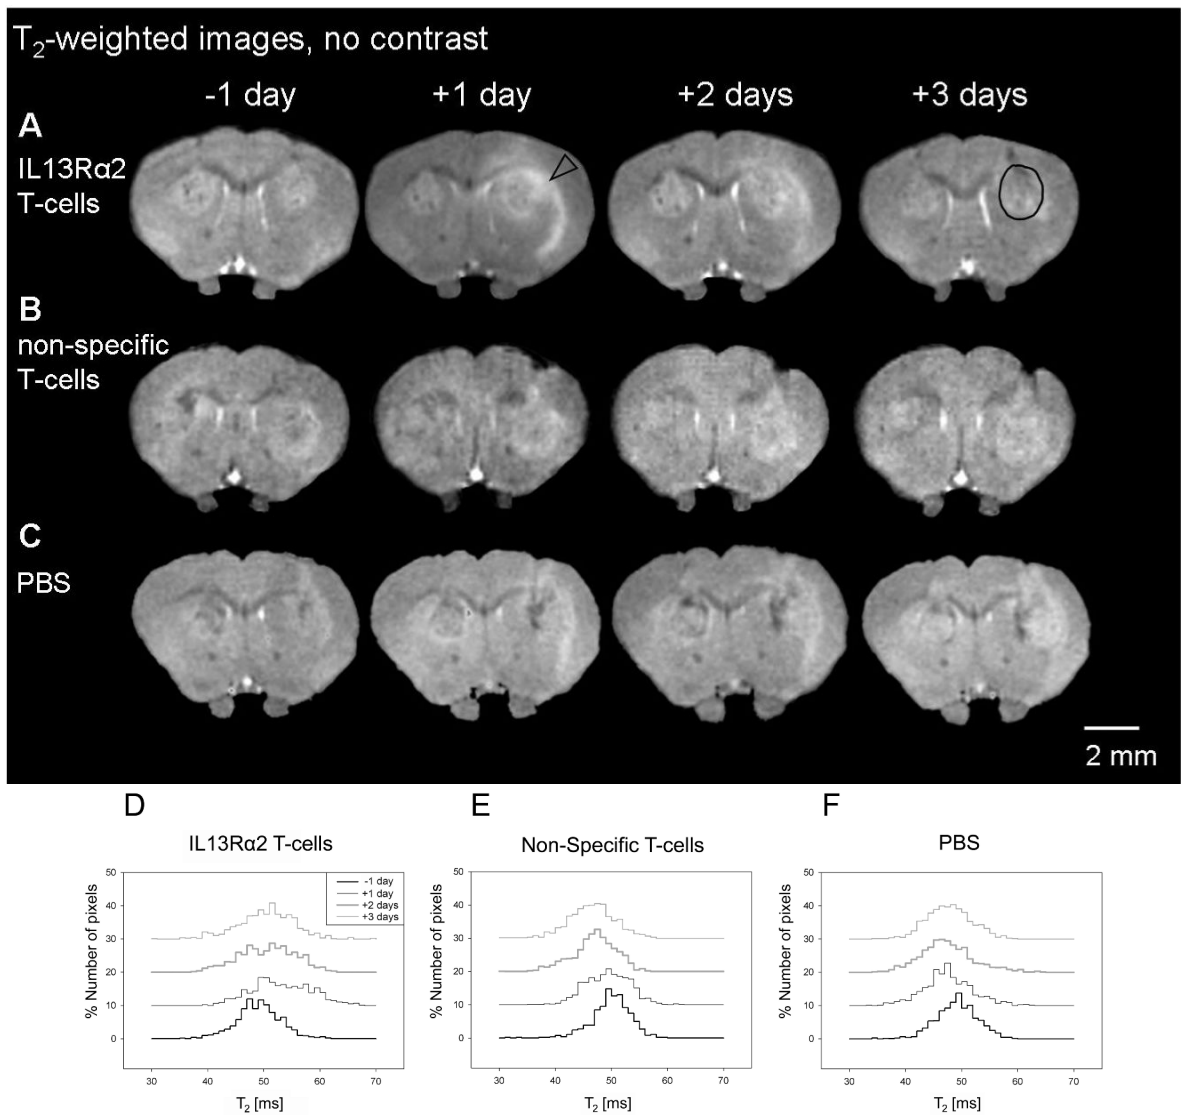 T2-weighted images, no contrast
-1 day +1 day +2 days +3 days
A
IL13Rα2
T-cells
B
non-specific
T-cells
C
PBS
2 mm
D E F
IL13Rα2 T-cells Non-Specific T-cells PBS
% Number of pixels
50
40
30
20
10
0
30 40 50 60 70
T2 [ms]
-1 day
+1 day
+2 days
+3 days
% Number of pixels
50
40
30
20
10
0
30 40 50 60 70
T2 [ms]
% Number of pixels
50
40
30
20
10
0
30 40 50 60 70
T2 [ms]